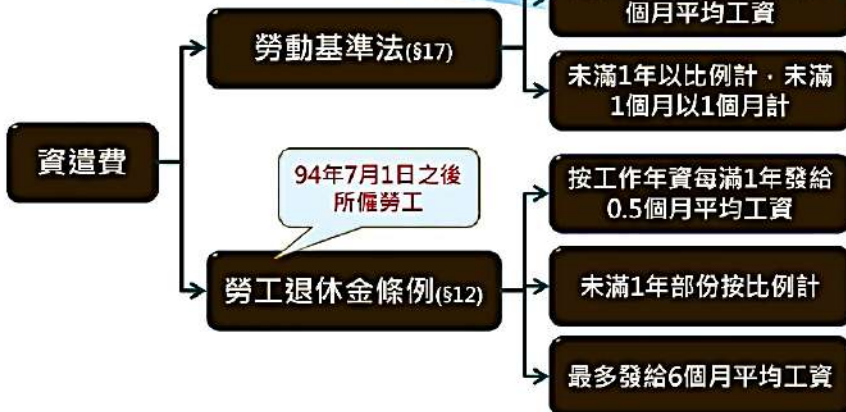 個月平均工資
勞動基準法(§17)
未滿1年以比例計，未滿
1個月以1個月計
資遣費
94年7月1日之後
所僱勞工
按工作年資每滿1年發給
0.5個月平均工資
勞工退休金條例(§12)
未滿1年部份按比例計
最多發給6個月平均工資